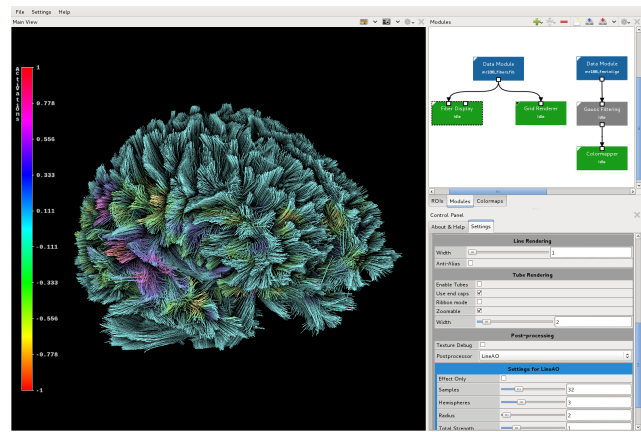 File Settings Help
Main View
Modules
Activations
1
0.778
0.556
0.333
0.111
-0.111
-0.333
-0.556
-0.778
-1
Data Module
Data Module
Fiber Display
Idle
Grid Renderer
Idle
Gauss Filtering
Idle
Colormapper
Idle
ROIs Modules Colormaps
Control Panel
About & Help Settings
Line Rendering
Width 1
Anti-Alias
Tube Rendering
Enable Tubes
Use end caps
Ribbon mode
Zoomable
Width 2
Post-processing
Texture Debug
Postprocessor LineAO
Settings for LineAO
Effect Only
Samples 32
Hemispheres 3
Radius 2
Total Strength 1